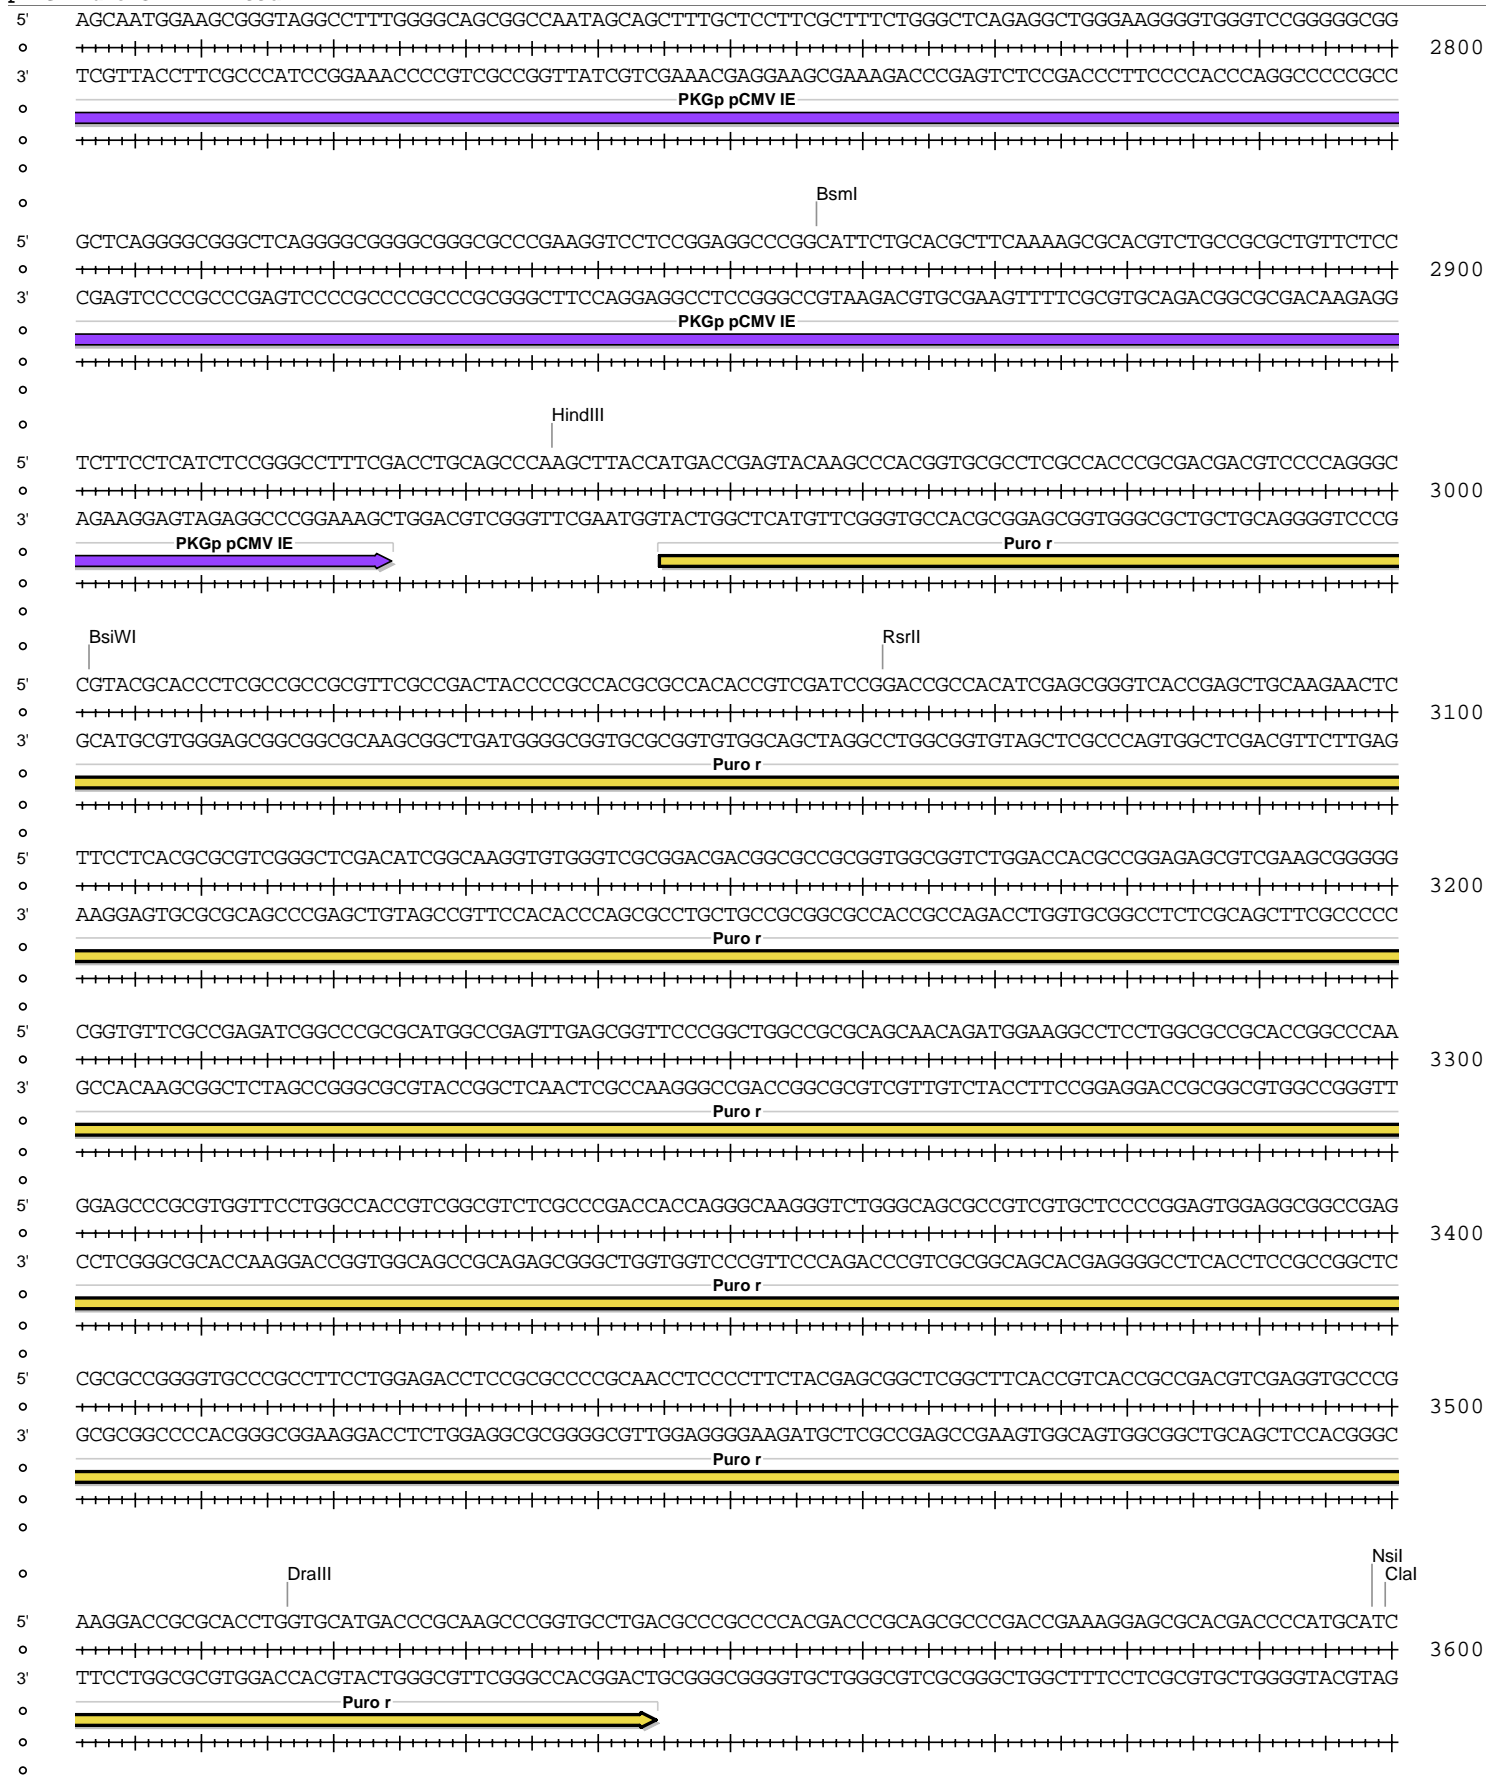 5' AGCAATGGAAGCGGGTAGGCCTTTGGGGCAGCGGCCAATAGCAGCTTTGCTCCTTCGCTTTCTGGGCTCAGAGGCTGGGAAGGGGTGGGTCCGGGGGCGG
2800
3' TCGTTACCTTCGCCCATCCGGAAACCCCGTCGCCGGTTATCGTCGAAACGAGGAAGCGAAAGACCCGAGTCTCCGACCCTTCCCCACCCAGGCCCCCGCC
PKGp pCMV IE
BsmI
5' GCTCAGGGGCGGGCTCAGGGGCGGGGCGGGCGCCCGAAGGTCCTCCGGAGGCCCGGCATTCTGCACGCTTCAAAAGCGCACGTCTGCCGCGCTGTTCTCC
2900
3' CGAGTCCCCGCCCGAGTCCCCGCCCCGCCCGCGGGCTTCCAGGAGGCCTCCGGGCCGTAAGACGTGCGAAGTTTTCGCGTGCAGACGGCGCGACAAGAGG
PKGp pCMV IE
HindIII
5' TCTTCCTCATCTCCGGGCCTTTCGACCTGCAGCCCAAGCTTACCATGACCGAGTACAAGCCCACGGTGCGCCTCGCCACCCGCGACGACGTCCCCAGGGC
3000
3' AGAAGGAGTAGAGGCCCGGAAAGCTGGACGTCGGGTTCGAATGGTACTGGCTCATGTTCGGGTGCCACGCGGAGCGGTGGGCGCTGCTGCAGGGGTCCCG
PKGp pCMV IE Puro r
BsiWI RsrII
5' CGTACGCACCCTCGCCGCCGCGTTCGCCGACTACCCCGCCACGCGCCACACCGTCGATCCGGACCGCCACATCGAGCGGGTCACCGAGCTGCAAGAACTC
3100
3' GCATGCGTGGGAGCGGCGGCGCAAGCGGCTGATGGGGCGGTGCGCGGTGTGGCAGCTAGGCCTGGCGGTGTAGCTCGCCCAGTGGCTCGACGTTCTTGAG
Puro r
5' TTCCTCACGCGCGTCGGGCTCGACATCGGCAAGGTGTGGGTCGCGGACGACGGCGCCGCGGTGGCGGTCTGGACCACGCCGGAGAGCGTCGAAGCGGGGG
3200
3' AAGGAGTGCGCGCAGCCCGAGCTGTAGCCGTTCCACACCCAGCGCCTGCTGCCGCGGCGCCACCGCCAGACCTGGTGCGGCCTCTCGCAGCTTCGCCCCC
Puro r
5' CGGTGTTCGCCGAGATCGGCCCGCGCATGGCCGAGTTGAGCGGTTCCCGGCTGGCCGCGCAGCAACAGATGGAAGGCCTCCTGGCGCCGCACCGGCCCAA
3300
3' GCCACAAGCGGCTCTAGCCGGGCGCGTACCGGCTCAACTCGCCAAGGGCCGACCGGCGCGTCGTTGTCTACCTTCCGGAGGACCGCGGCGTGGCCGGGTT
Puro r
5' GGAGCCCGCGTGGTTCCTGGCCACCGTCGGCGTCTCGCCCGACCACCAGGGCAAGGGTCTGGGCAGCGCCGTCGTGCTCCCCGGAGTGGAGGCGGCCGAG
3400
3' CCTCGGGCGCACCAAGGACCGGTGGCAGCCGCAGAGCGGGCTGGTGGTCCCGTTCCCAGACCCGTCGCGGCAGCACGAGGGGCCTCACCTCCGCCGGCTC
Puro r
5' CGCGCCGGGGTGCCCGCCTTCCTGGAGACCTCCGCGCCCCGCAACCTCCCCTTCTACGAGCGGCTCGGCTTCACCGTCACCGCCGACGTCGAGGTGCCCG
3500
3' GCGCGGCCCCACGGGCGGAAGGACCTCTGGAGGCGCGGGGCGTTGGAGGGGAAGATGCTCGCCGAGCCGAAGTGGCAGTGGCGGCTGCAGCTCCACGGGC
Puro r
NsiI
DraIII ClaI
5' AAGGACCGCGCACCTGGTGCATGACCCGCAAGCCCGGTGCCTGACGCCCGCCCCACGACCCGCAGCGCCCGACCGAAAGGAGCGCACGACCCCATGCATC
3600
3' TTCCTGGCGCGTGGACCACGTACTGGGCGTTCGGGCCACGGACTGCGGGCGGGGTGCTGGGCGTCGCGGGCTGGCTTTCCTCGCGTGCTGGGGTACGTAG
Puro r